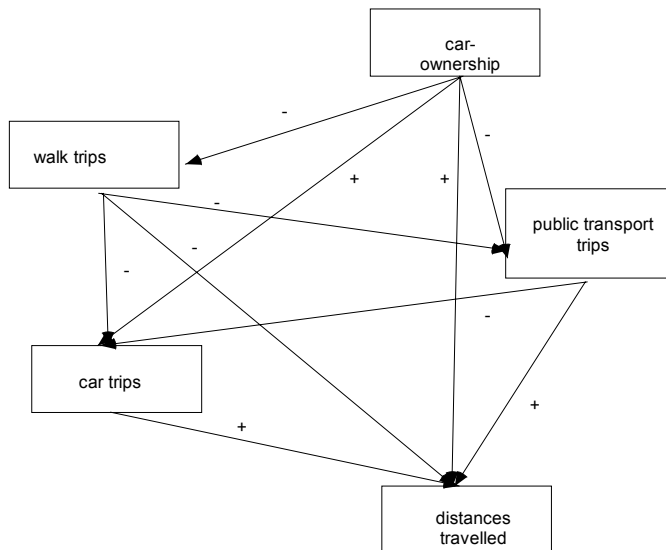 car-
ownership
-
walk trips
-
+
+
-
public transport
trips
-
-
-
-
car trips
+
+
distances
travelled